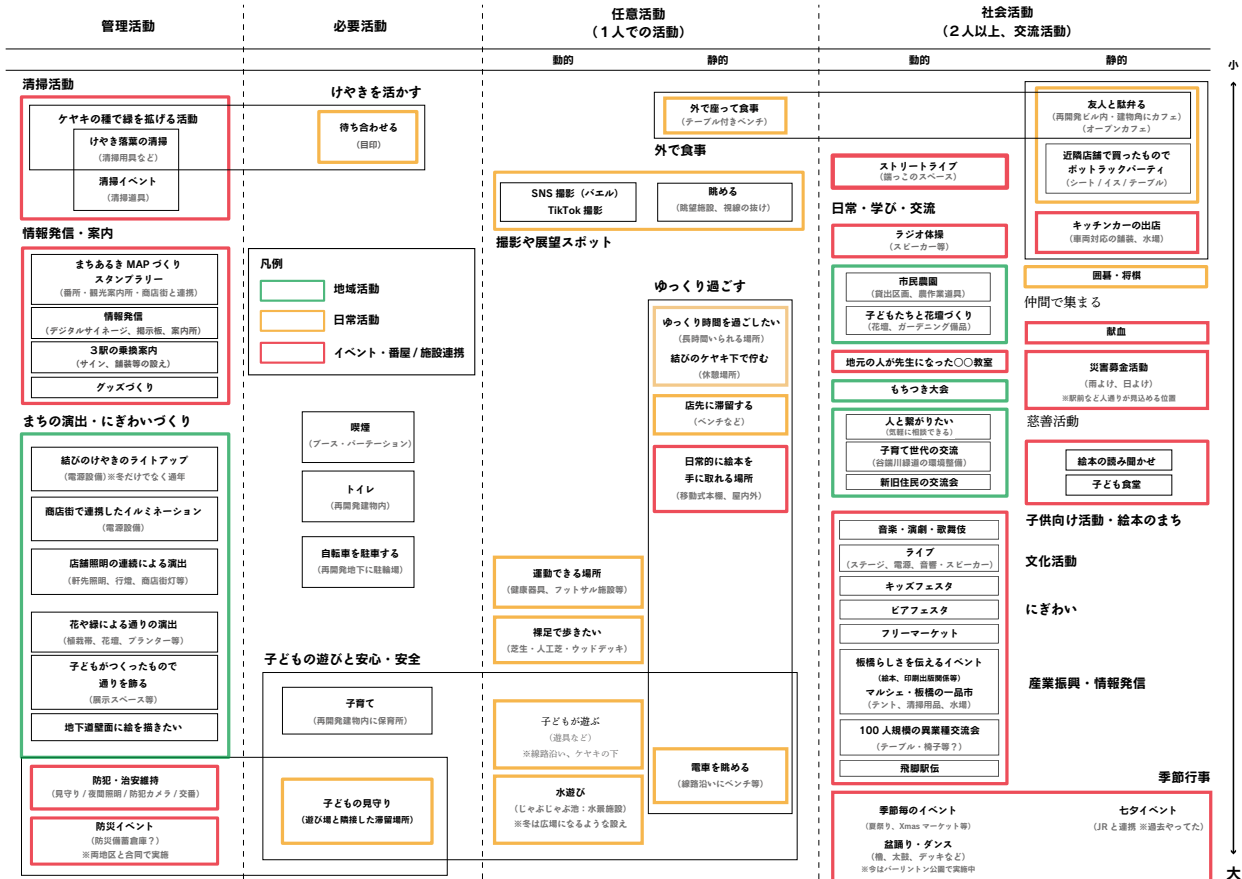 管理活動
必要活動
任意活動
（１人での活動）
社会活動
（２人以上、交流活動）
動的
静的
動的
静的
小
大
清掃活動
ケヤキの種で緑を拡げる活動
けやき落葉の清掃
（清掃用具など）
清掃イベント
（清掃道具）
情報発信・案内
まちあるき MAP づくり
スタンプラリー
（番所・観光案内所・商店街と連携）
情報発信
（デジタルサイネージ、掲示板、案内所）
３駅の乗換案内
（サイン、舗装等の設え）
グッズづくり
まちの演出・にぎわいづくり
結びのけやきのライトアップ
（電源設備）※冬だけでなく通年
商店街で連携したイルミネーション
（電源設備）
店舗照明の連続による演出
（軒先照明、行燈、商店街灯等）
花や緑による通りの演出
（植栽帯、花壇、プランター等）
子どもがつくったもので
通りを飾る
（展示スペース等）
地下道壁面に絵を描きたい
防犯・治安維持
（見守り / 夜間照明 / 防犯カメラ / 交番）
防災イベント
（防災備蓄倉庫？）
※両地区と合同で実施
けやきを活かす
待ち合わせる
（目印）
凡例
地域活動
日常活動
イベント・番屋 / 施設連携
喫煙
（ブース・パーテーション）
トイレ
（再開発建物内）
自転車を駐車する
（再開発地下に駐輪場）
子どもの遊びと安心・安全
子育て
（再開発建物内に保育所）
子どもの見守り
（遊び場と隣接した滞留場所）
外で座って食事
（テーブル付きベンチ）
外で食事
SNS 撮影（バエル）
TikTok 撮影
眺める
（眺望施設、視線の抜け）
撮影や展望スポット
ゆっくり過ごす
ゆっくり時間を過ごしたい
（長時間いられる場所）
結びのケヤキ下で佇む
（休憩場所）
店先に滞留する
（ベンチなど）
日常的に絵本を
手に取れる場所
（移動式本棚、屋内外）
運動できる場所
（健康器具、フットサル施設等）
裸足で歩きたい
（芝生・人工芝・ウッドデッキ）
子どもが遊ぶ
（遊具など）
※線路沿い、ケヤキの下
水遊び
（じゃぶじゃぶ池：水景施設）
※冬は広場になるような設え
電車を眺める
（線路沿いにベンチ等）
ストリートライブ
（端っこのスペース）
日常・学び・交流
ラジオ体操
（スピーカー等）
市民農園
（貸出区画、農作業道具）
子どもたちと花壇づくり
（花壇、ガーデニング備品）
地元の人が先生になった〇〇教室
もちつき大会
人と繋がりたい
（気軽に相談できる）
子育て世代の交流
（谷端川緑道の環境整備）
新旧住民の交流会
音楽・演劇・歌舞伎
ライブ
（ステージ、電源、音響・スピーカー）
キッズフェスタ
ビアフェスタ
フリーマーケット
板橋らしさを伝えるイベント
（絵本、印刷出版関係等）
マルシェ・板橋の一品市
（テント、清掃用品、水場）
100 人規模の異業種交流会
（テーブル・椅子等？）
飛脚駅伝
友人と駄弁る
（再開発ビル内・建物角にカフェ）
（オープンカフェ）
近隣店舗で買ったもので
ポットラックパーティ
（シート / イス / テーブル）
キッチンカーの出店
（車両対応の舗装、水場）
囲碁・将棋
仲間で集まる
献血
災害募金活動
（雨よけ、日よけ）
※駅前など人通りが見込める位置
慈善活動
絵本の読み聞かせ
子ども食堂
子供向け活動・絵本のまち
文化活動
にぎわい
産業振興・情報発信
季節行事
季節毎のイベント
（夏祭り、Xmas マーケット等）
盆踊り・ダンス
（櫓、太鼓、デッキなど）
※今はバーリントン公園で実施中
七夕イベント
（JR と連携 ※過去やってた）